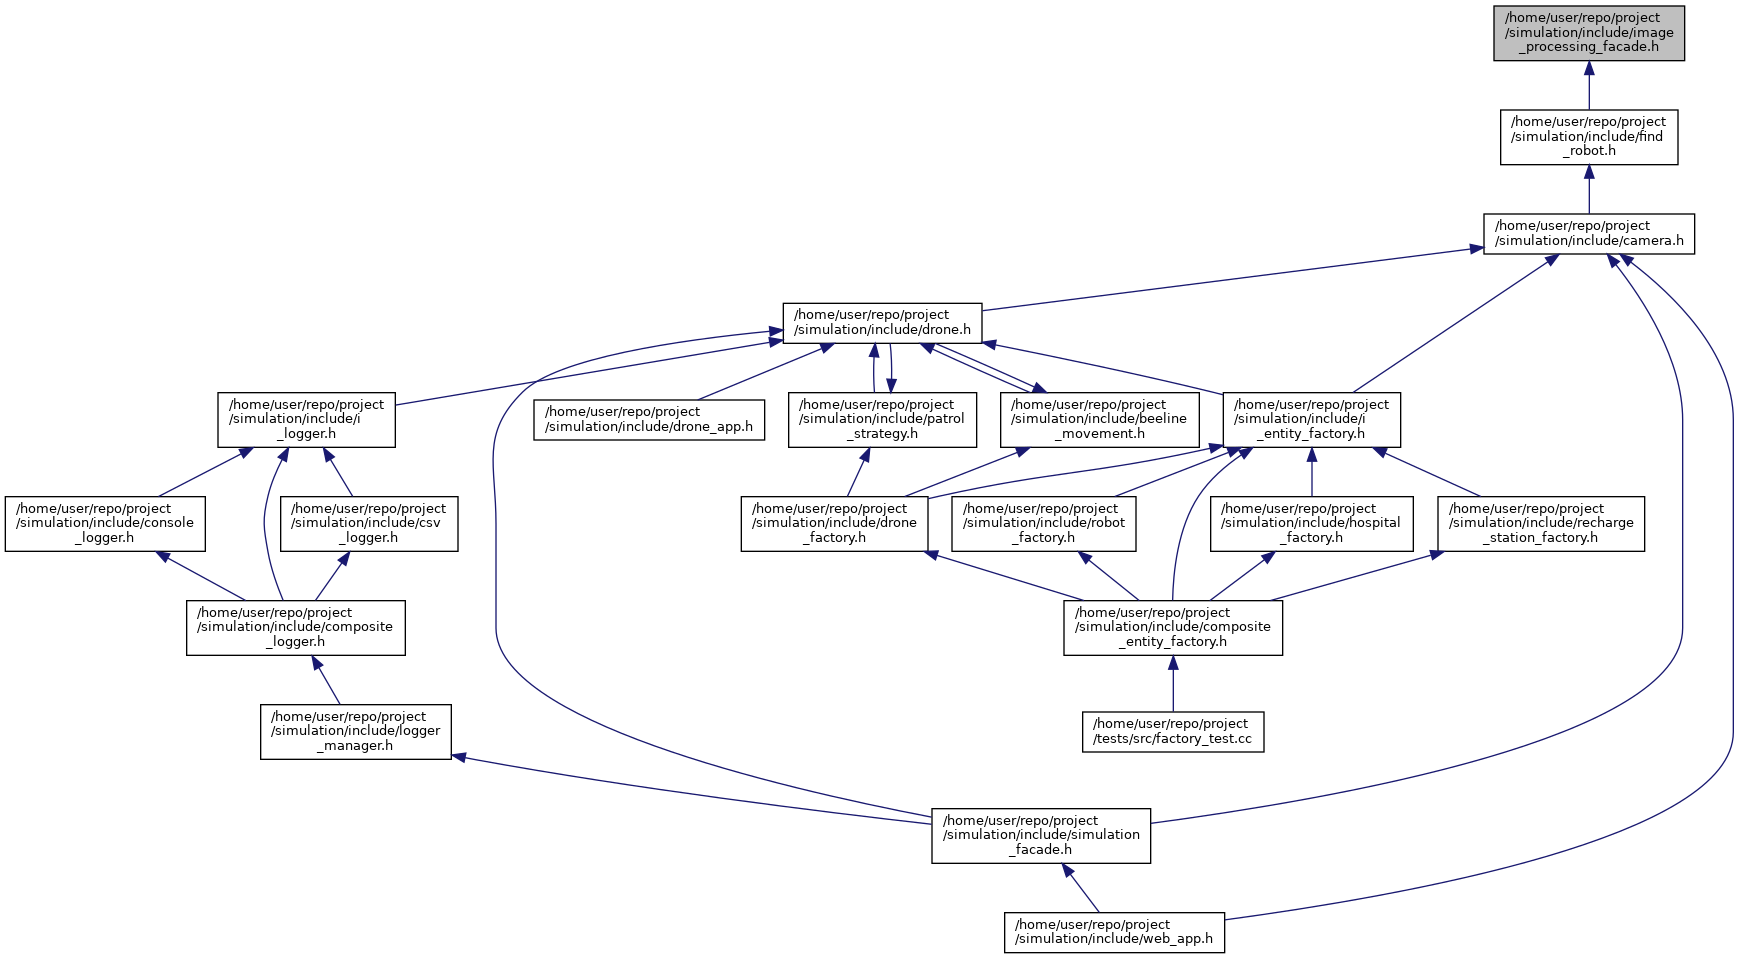 /home/user/repo/project
/simulation/include/image
_processing_facade.h
/home/user/repo/project
/simulation/include/find
_robot.h
/home/user/repo/project
/simulation/include/camera.h
/home/user/repo/project
/simulation/include/drone.h
/home/user/repo/project
/simulation/include/i
_logger.h
/home/user/repo/project
/simulation/include/drone_app.h
/home/user/repo/project
/simulation/include/patrol
_strategy.h
/home/user/repo/project
/simulation/include/beeline
_movement.h
/home/user/repo/project
/simulation/include/i
_entity_factory.h
/home/user/repo/project
/simulation/include/console
_logger.h
/home/user/repo/project
/simulation/include/csv
_logger.h
/home/user/repo/project
/simulation/include/drone
_factory.h
/home/user/repo/project
/simulation/include/robot
_factory.h
/home/user/repo/project
/simulation/include/hospital
_factory.h
/home/user/repo/project
/simulation/include/recharge
_station_factory.h
/home/user/repo/project
/simulation/include/composite
_logger.h
/home/user/repo/project
/simulation/include/composite
_entity_factory.h
/home/user/repo/project
/simulation/include/logger
_manager.h
/home/user/repo/project
/tests/src/factory_test.cc
/home/user/repo/project
/simulation/include/simulation
_facade.h
/home/user/repo/project
/simulation/include/web_app.h